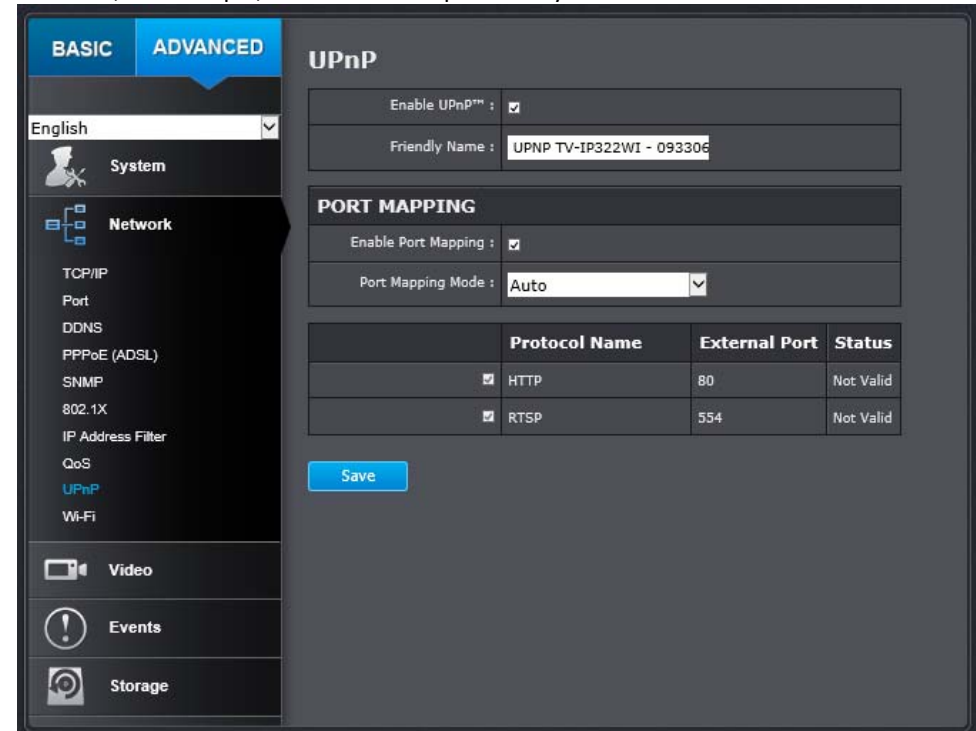 BASIC ADVANCED
English
System
Network
TCP/IP
Port
DDNS
PPPoE (ADSL)
SNMP
802.1X
IP Address Filter
QoS
UPnP
Wi-Fi
Video
Events
Storage
UPnP
Enable UPnP™ :
Friendly Name : UPNP TV-IP322WI - 093306
PORT MAPPING
Enable Port Mapping :
Port Mapping Mode : Auto
Protocol Name External Port Status
HTTP 80 Not Valid
RTSP 554 Not Valid
Save